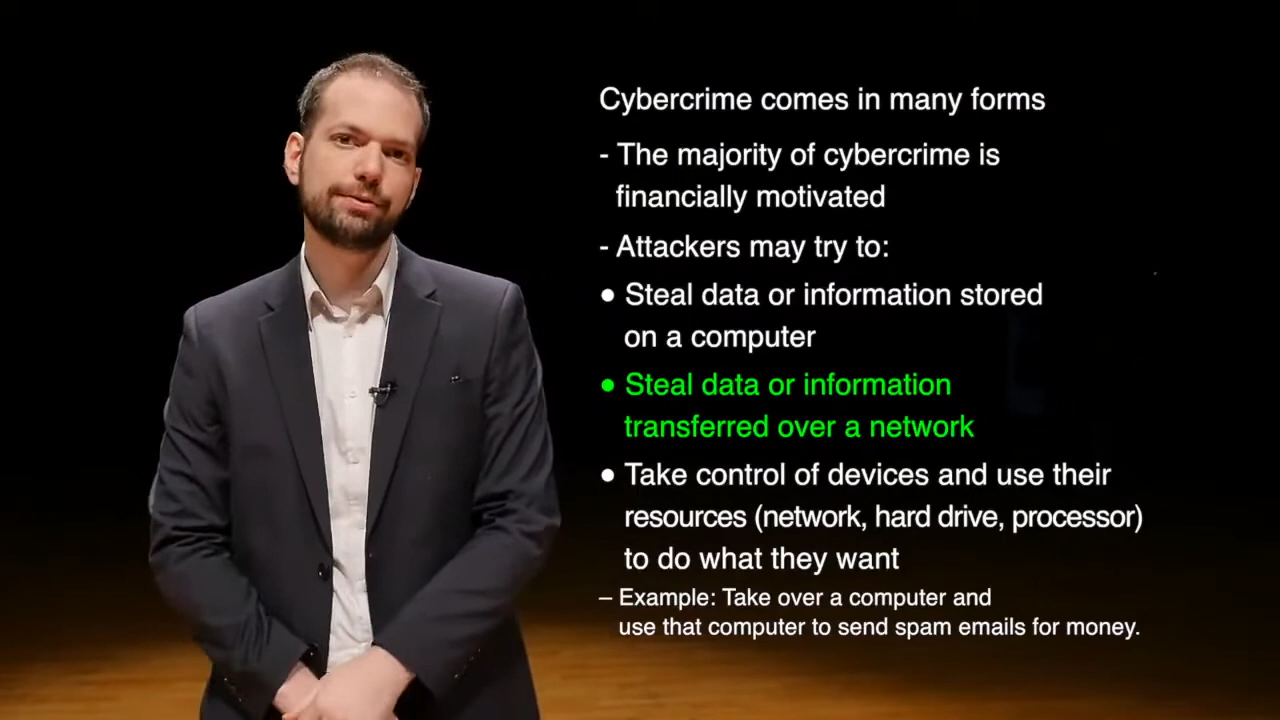 Cybercrime comes in many forms
- The majority of cybercrime is
financially motivated
- Attackers may try to:
● Steal data or information stored
on a computer
● Steal data or information
transferred over a network
● Take control of devices and use their
resources (network, hard drive, processor)
to do what they want
– Example: Take over a computer and
use that computer to send spam emails for money.